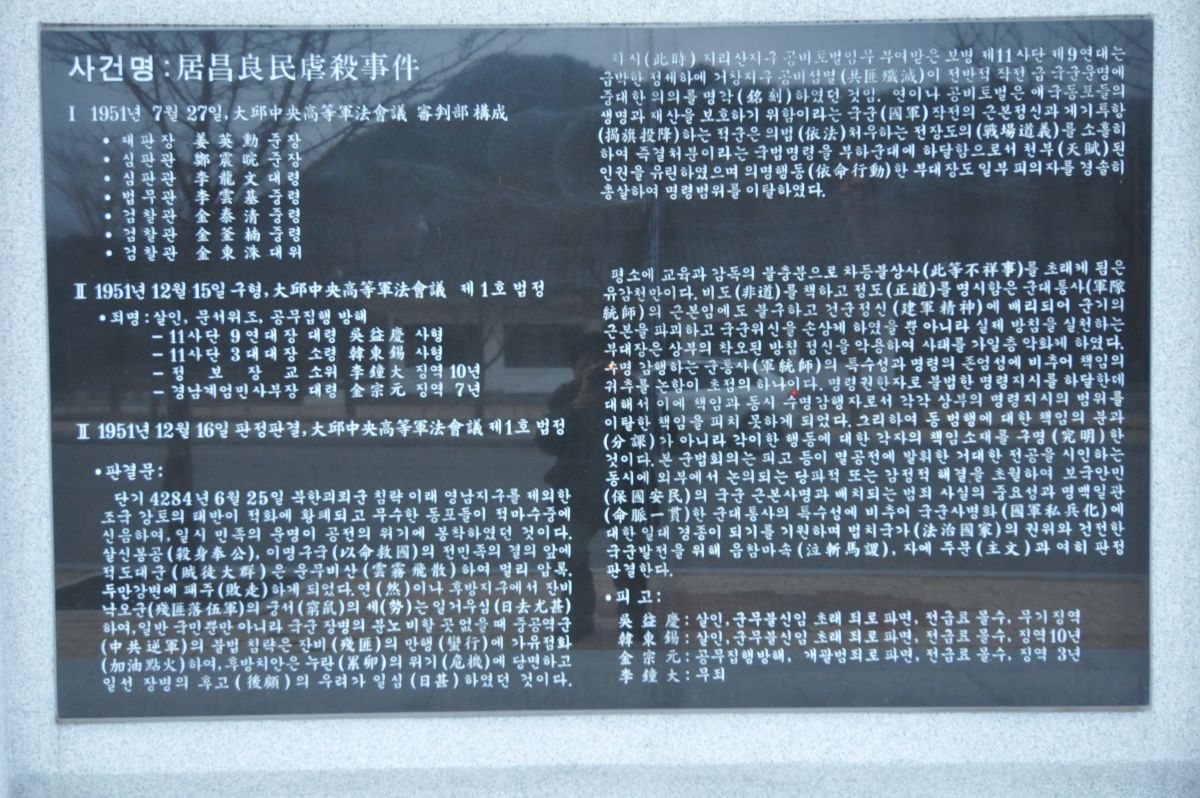 사건명:居昌良民虐殺事件
Ⅰ 1951년 7월 27일, 大邱中央高等軍法會議 審判部 構成
• 재판장 姜英勳 준장
• 심판관 鄭震晥 준장
• 심판관 李龍文 대령
• 법무관 李雲基 중령
• 검찰관 金泰清 중령
• 검찰관 金釜楠 중령
• 검찰관 金東洙 대위
Ⅱ 1951년 12월 15일 구형, 大邱中央高等軍法會議 제1호 법정
• 죄명:살인, 문서위조, 공무집행 방해
- 11사단 9연대장 대령 吳益慶 사형
- 11사단 3대대장 소령 韓東錫 사형
- 정보장교 소위 李鐘大 징역 10년
- 경남계엄민사부장 대령 金宗元 징역 7년
Ⅱ 1951년 12월 16일 판정판결, 大邱中央高等軍法會議 제1호 법정
• 판결문:
단기 4284년 6월 25일 북한괴뢰군 침략 이래 영남지구를 제외한
조국 강토의 태반이 적화에 황폐되고 무수한 동포들이 적마수중에
신음하여, 일시 민족의 운명이 공전의 위기에 봉착하였던 것이다.
살신봉공(殺身奉公), 이명구국(以命救國)의 전민족의 결의 앞에
적도대군(賊徒大群)은 운무비산(雲霧飛散)하여 멀리 압록,
두만강변에 패주(敗走)하게 되었다. 연(然)이나 후방지구에서 잔비
낙오군(殘匪落伍軍)의 궁서(窮鼠)의 세(勢)는 일거우심(日去尤甚)
하여, 일반 국민뿐만 아니라 국군 장병의 분노 비할 곳 없을 때 중공역군
(中共逆軍)의 불법 침략은 잔비(殘匪)의 만행(蠻行)에 가유점화
(加油點火)하여, 후방치안은 누란(累卵)의 위기(危機)에 당면하고
일선 장병의 후고(後顧)의 우려가 일심(日甚)하였던 것이다.
차시(此時) 지리산지구 공비토벌임무 부여받은 보병 제11사단 제9연대는
급박한 정세하에 거창지구 공비섬멸(共匪殲滅)이 전반적 작전 급 국군운명에
중대한 의의를 명각(銘刻)하였던 것임. 연이나 공비토벌은 애국동포들의
생명과 재산을 보호하기 위함이라는 국군(國軍) 작전의 근본정신과 게기투항
(揭旗投降)하는 적군은 의법(依法)처우하는 전장도의(戰場道義)를 소홀히
하여 즉결처분이라는 국법명령을 부하군대에 하달함으로서 천부(天賦)된
인권을 유린하였으며 의명행동(依命行動)한 부대장도 일부 피의자를 경솔히
총살하여 명령범위를 이탈하였다.
평소에 교육과 감독의 불충분으로 차등불상사(此等不祥事)를 초래케 됨은
유감천만이다. 비도(非道)를 책하고 정도(正道)를 명시함은 군대통사(軍隊
統師)의 근본임에도 불구하고 건군정신(建軍精神)에 배리되어 군기의
근본을 파괴하고 국군위신을 손상케 하였을 뿐 아니라 실제 방침을 실천하는
부대장은 상부의 착오된 방침 정신을 악용하여 사태를 가일층 악화케 하였다.
수명 감행하는 군통사(軍統師)의 특수성과 명령의 존엄성에 비추어 책임의
위추를 논함이 초점의 하나이다. 명령권한자로 불법한 명령지시를 하달한데
대해서 이에 책임과 동시 수명감행자로서 각각 상부의 명령지시의 범위를
이탈한 책임을 피치 못하게 되었다. 그리하여 동 범행에 대한 책임의 분과
(分課)가 아니라 각이한 행동에 대한 각자의 책임소재를 구명(究明)한
것이다. 본 군법회의는 피고 등이 멸공전에 발휘한 거대한 전공을 시인하는
동시에 외부에서 논의되는 당파적 또는 감정적 해결을 초월하여 보국안민
(保國安民)의 국군 근본사명과 배치되는 범죄 사실의 중요성과 명맥일관
(命脈一貫)한 군대통사의 특수성에 비추어 국군사병화(國軍私兵化)에
대한 일대 경종이 되기를 기원하며 법치국가(法治國家)의 권위와 건전한
국군발전을 위해 읍참마속(泣斬馬謖), 자에 주문(主文)과 여히 판정
판결한다.
• 피고:
吳益慶:살인, 군무불신임 초래 죄로 파면, 전급료 몰수, 무기징역
韓東錫:살인, 군무불신임 초래 죄로 파면, 전급료 몰수, 징역 10년
金宗元:공무집행방해, 개괄범죄로 파면, 전급료 몰수, 징역 3년
李鐘大:무죄